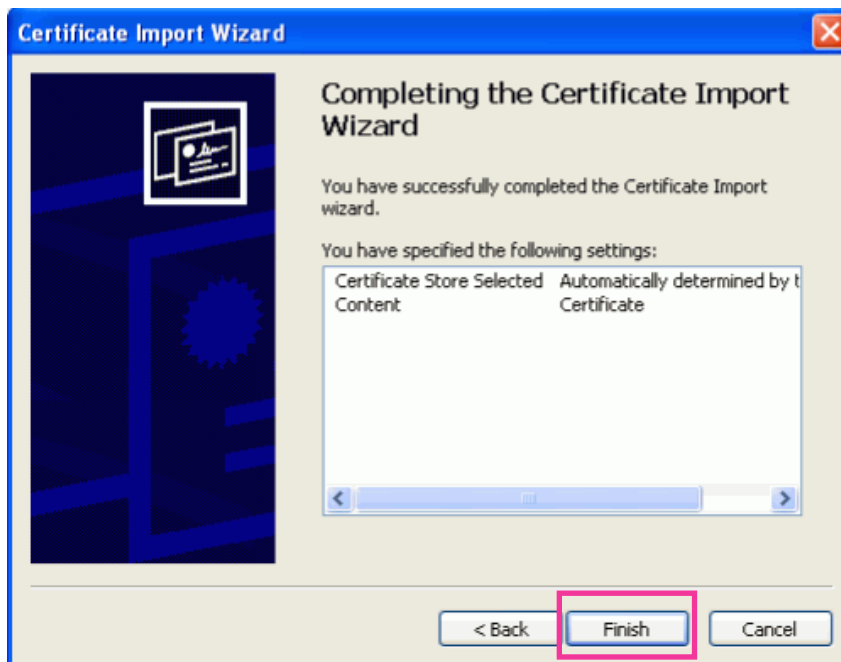 Certificate Import Wizard
Completing the Certificate Import
Wizard
You have successfully completed the Certificate Import
wizard.
You have specified the following settings:
Certificate Store Selected Automatically determined by t
Content Certificate
< Back Finish Cancel